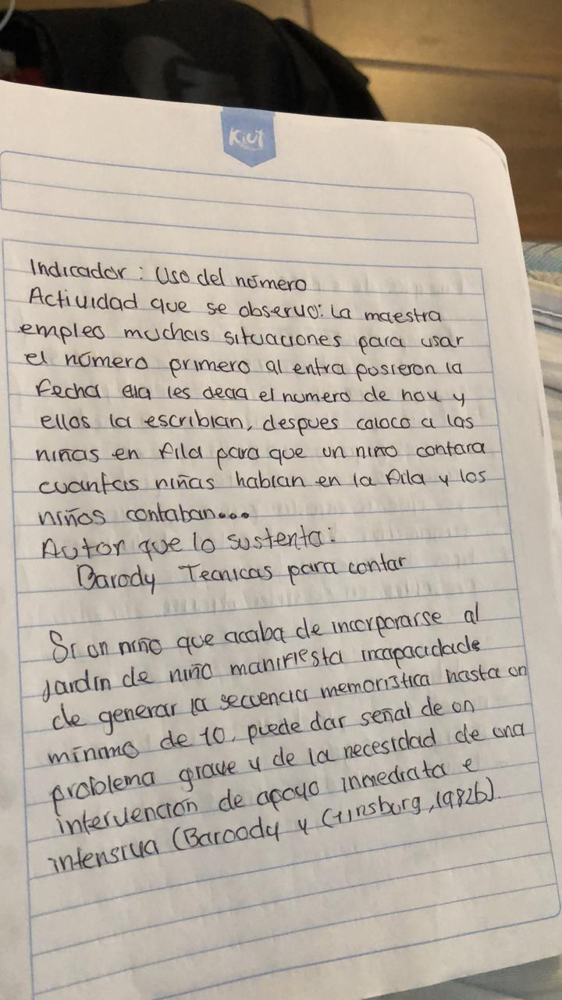 Kiut
Indicador: Uso del número
Actividad que se observo: La maestra
empleo muchas situaciones para usar
el número primero al entra posieron la
fecha ella les decia el numero de hoy y
ellos la escribian, despues coloco a las
niñas en fila para que un niño contara
cuantas niñas habian en la fila y los
niños contaban...
Autor que lo sustenta:
Barody Tecnicas para contar
Si un niño que acaba de incorporarse al
jardin de niño manifiesta incapacidade
de generar la secuencia memoristica hasta un
minimo de 10, puede dar señal de un
problema grave y de la necesidad de una
intervencion de apoyo inmediata e
intensiva (Baroody y Ginsburg, 1982b).